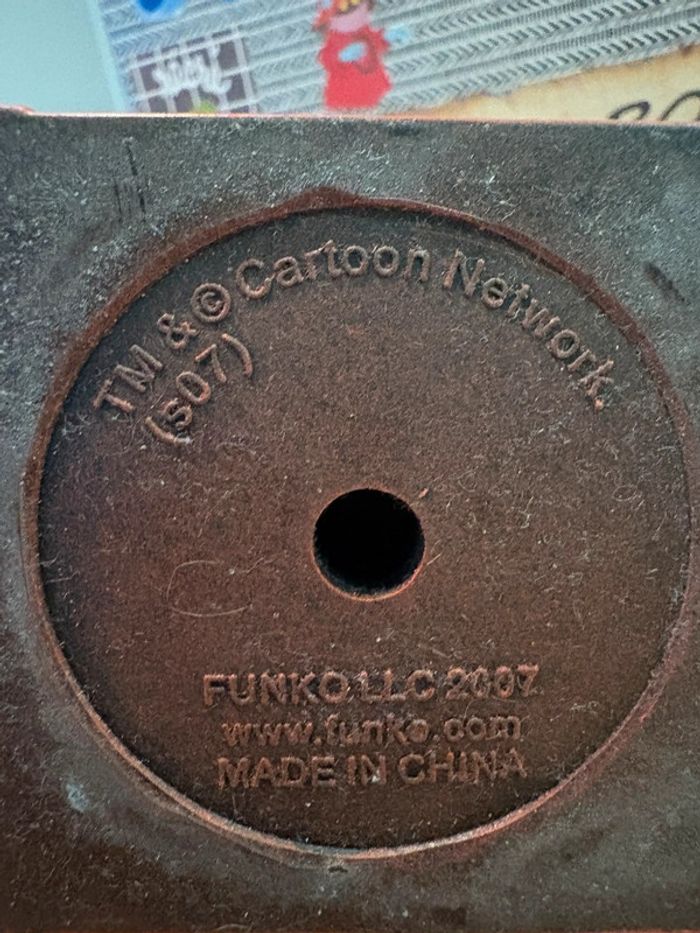 TM & © Cartoon Network.
(s07)
FUNKO LLC 2007
www.funko.com
MADE IN CHINA